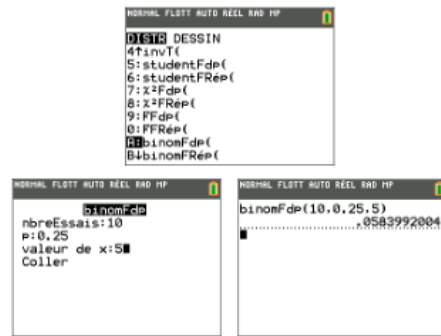 NORMAL FLOTT AUTO RÉEL RAD MP
DISTR DESSIN
4↑invT(
5:studentFdp(
6:studentFRép(
7:χ²Fdp(
8:χ²FRép(
9:FFdp(
0:FFRép(
A:binomFdp(
B↓binomFRép(
NORMAL FLOTT AUTO RÉEL RAD MP
binomFdp
nbreEssais:10
p:0.25
valeur de x:5
Coller
NORMAL FLOTT AUTO RÉEL RAD MP
binomFdp(10,0.25,5)
.0583992004